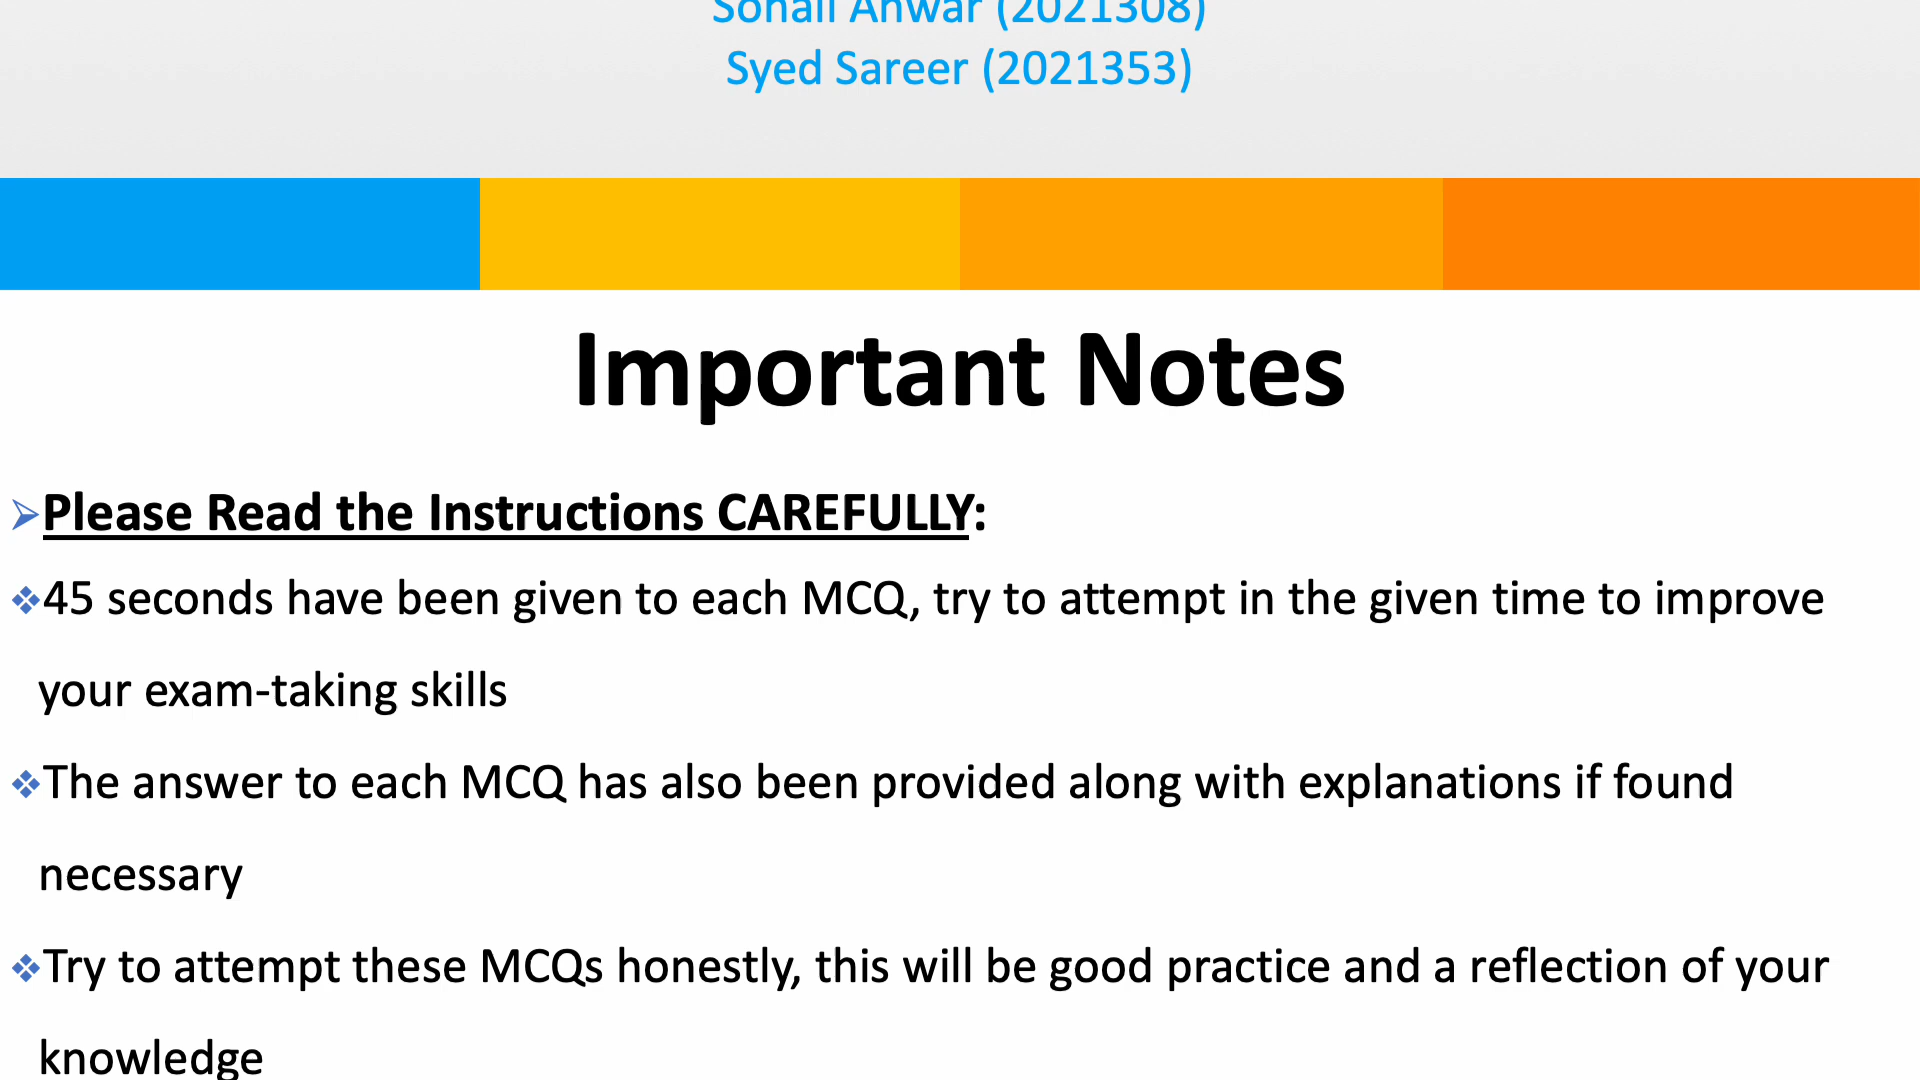 Sohail Anwar (2021308)
Syed Sareer (2021353)
Important Notes
➢Please Read the Instructions CAREFULLY:
❖45 seconds have been given to each MCQ, try to attempt in the given time to improve
your exam-taking skills
❖The answer to each MCQ has also been provided along with explanations if found
necessary
❖Try to attempt these MCQs honestly, this will be good practice and a reflection of your
knowledge